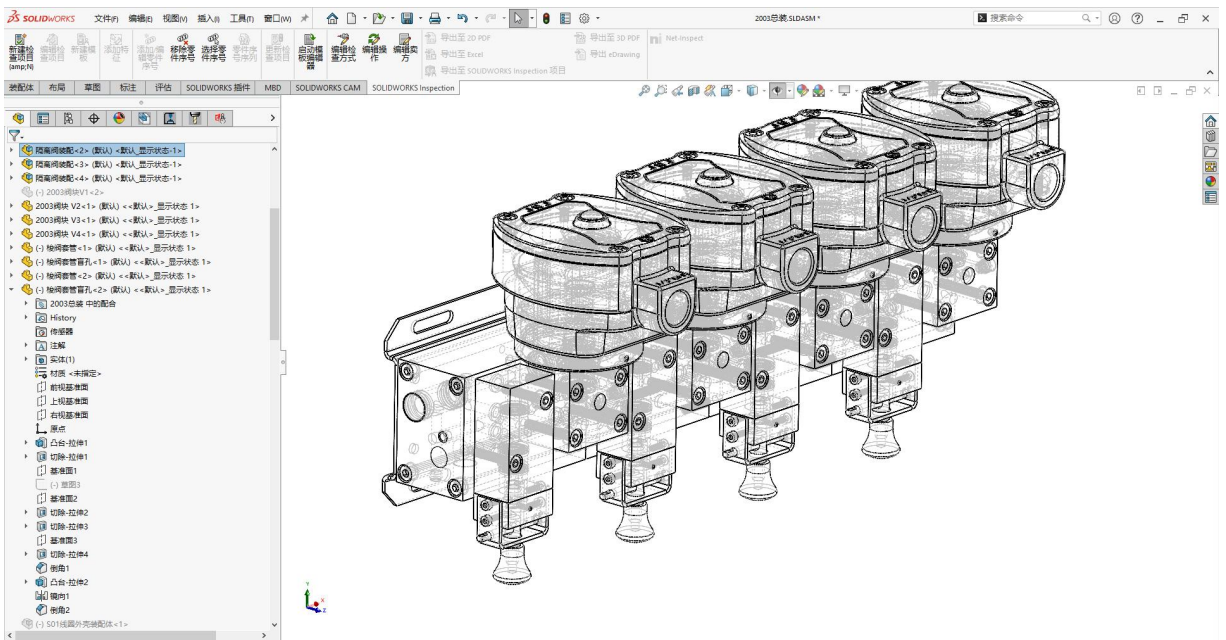 SOLIDWORKS 文件(F) 编辑(E) 视图(V) 插入(I) 工具(T) 窗口(W) 2003总装.SLDASM * 搜索命令
新建检查项目(amp;N) 编辑检查项目 新建模板 添加特征 添加/编辑零件序号 移除零件序号 选择零件序号 零件序号序列 更新检查项目 启动模板编辑器 编辑检查方式 编辑操作 编辑卖方
导出至 2D PDF 导出至 3D PDF Net-Inspect
导出至 Excel 导出 eDrawing
导出至 SOLIDWORKS Inspection 项目
装配体 布局 草图 标注 评估 SOLIDWORKS 插件 MBD SOLIDWORKS CAM SOLIDWORKS Inspection
隔离阀装配<2> (默认) <默认_显示状态-1>
隔离阀装配<3> (默认) <默认_显示状态-1>
隔离阀装配<4> (默认) <默认_显示状态-1>
(-) 2003阀块V1<2>
2003阀块 V2<1> (默认) <<默认>_显示状态 1>
2003阀块 V3<1> (默认) <<默认>_显示状态 1>
2003阀块 V4<1> (默认) <<默认>_显示状态 1>
(-) 梭阀套管<1> (默认) <<默认>_显示状态 1>
(-) 梭阀套管盲孔<1> (默认) <<默认>_显示状态 1>
(-) 梭阀套管<2> (默认) <<默认>_显示状态 1>
(-) 梭阀套管盲孔<2> (默认) <<默认>_显示状态 1>
2003总装 中的配合
History
传感器
注解
实体(1)
材质 <未指定>
前视基准面
上视基准面
右视基准面
原点
凸台-拉伸1
切除-拉伸1
基准面1
(-) 草图3
基准面2
切除-拉伸2
切除-拉伸3
基准面3
切除-拉伸4
倒角1
凸台-拉伸2
镜向1
倒角2
(-) S01线圈外壳装配体<1>